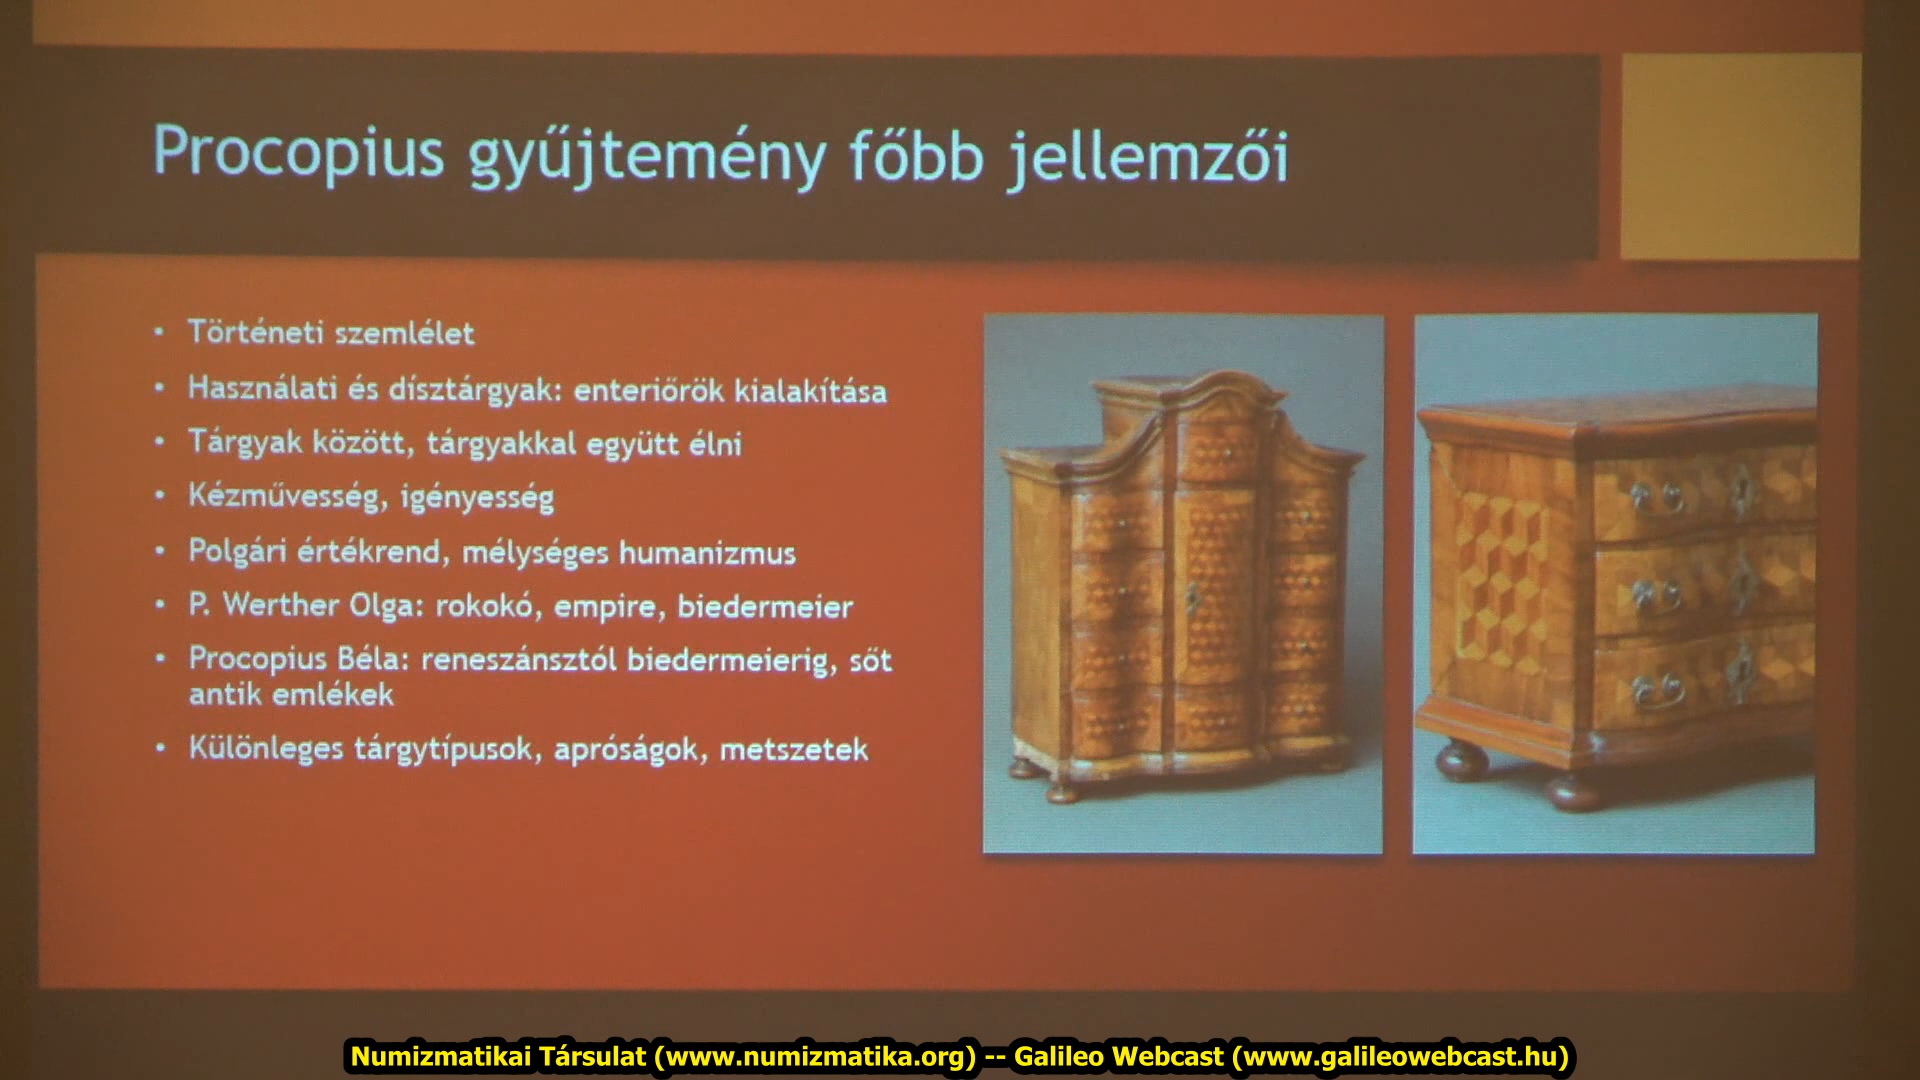 Procopius gyűjtemény főbb jellemzői
• Történeti szemlélet
• Használati és dísztárgyak: enteriőrök kialakítása
• Tárgyak között, tárgyakkal együtt élni
• Kézművesség, igényesség
• Polgári értékrend, mélységes humanizmus
• P. Werther Olga: rokokó, empire, biedermeier
• Procopius Béla: reneszánsztól biedermeierig, sőt
antik emlékek
• Különleges tárgytípusok, apróságok, metszetek
Numizmatikai Társulat (www.numizmatika.org) -- Galileo Webcast (www.galileowebcast.hu)